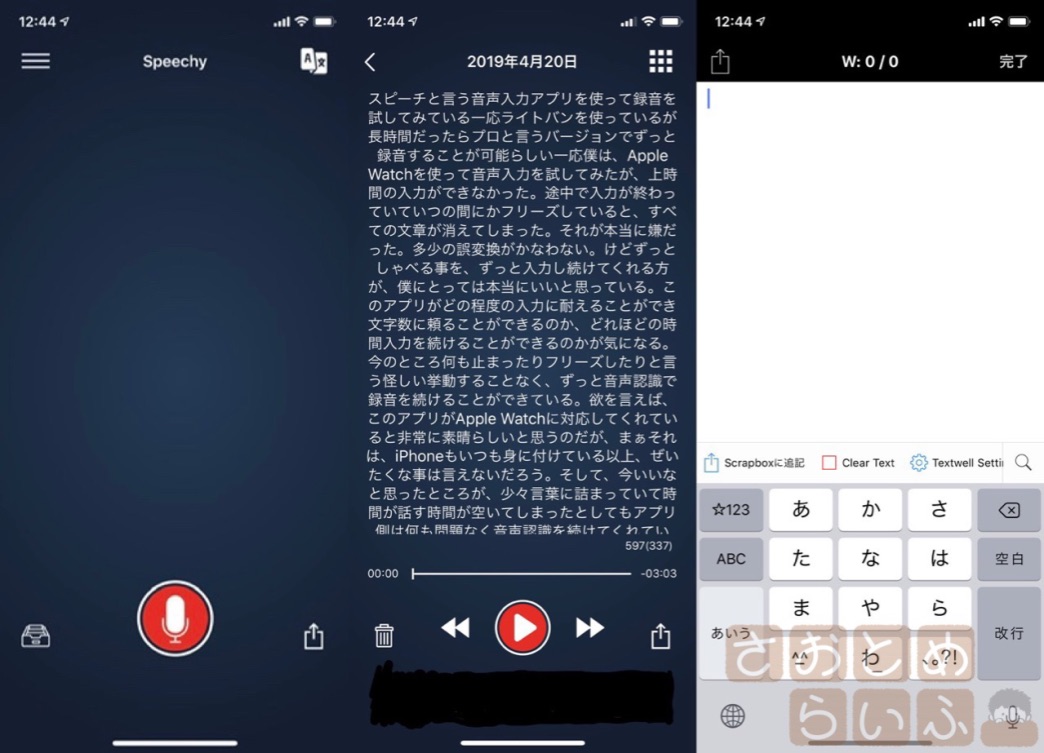 12:44
Speechy
12:44
2019年4月20日
スピーチと言う音声入力アプリを使って録音を
試してみている一応ライトバンを使っているが
長時間だったらプロと言うバージョンでずっと
録音することが可能らしい一応僕は、Apple
Watchを使って音声入力を試してみたが、上時
間の入力ができなかった。途中で入力が終わっ
ていていつの間にかフリーズしていると、すべ
ての文章が消えてしまった。それが本当に嫌だ
った。多少の誤変換がかなわない。けどずっと
しゃべる事を、ずっと入力し続けてくれる方
が、僕にとっては本当にいいと思っている。こ
のアプリがどの程度の入力に耐えることができ
文字数に頼ることができるのか、どれほどの時
間入力を続けることができるのかが気になる。
今のところ何も止まったりフリーズしたりと言
う怪しい挙動することなく、ずっと音声認識で
録音を続けることができている。欲を言えば、
このアプリがApple Watchに対応してくれてい
ると非常に素晴らしいと思うのだが、まぁそれ
は、iPhoneもいつも身に付けている以上、ぜい
たくな事は言えないだろう。そして、今いいな
と思ったところが、少々言葉に詰まっていて時
間が話す時間が空いてしまったとしてもアプリ
側は何も問題なく音声認識を続けてくれてい
597(337)
00:00
-03:03
12:44
W: 0 / 0
完了
Scrapboxに追記
Clear Text
Textwell Setti
☆123
あ
か
さ
ABC
た
な
は
空白
あいう
ま
や
ら
改行
^^
わ
、。?!
さおとめ
らいふ